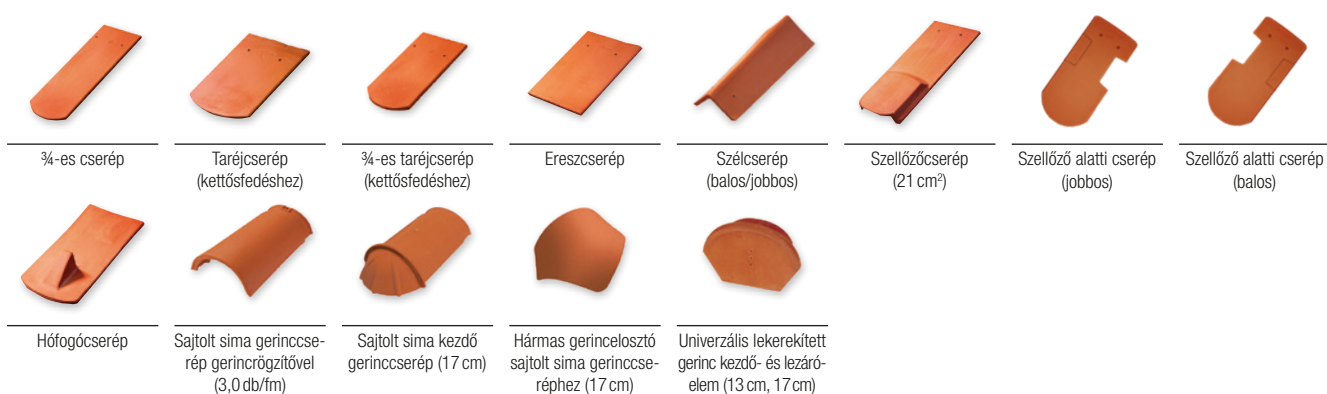 ¾-es cserép
Taréjcserép
(kettősfedéshez)
¾-es taréjcserép
(kettősfedéshez)
Ereszcserép
Szélcserép
(balos/jobbos)
Szellőzőcserép
(21 cm²)
Szellőző alatti cserép
(jobbos)
Szellőző alatti cserép
(balos)
Hófogócserép
Sajtolt sima gerinccse-
rép gerincrögzítővel
(3,0 db/fm)
Sajtolt sima kezdő
gerinccserép (17 cm)
Hármas gerincelosztó
sajtolt sima gerinccse-
réphez (17 cm)
Univerzális lekerekített
gerinc kezdő- és lezáró-
elem (13 cm, 17 cm)